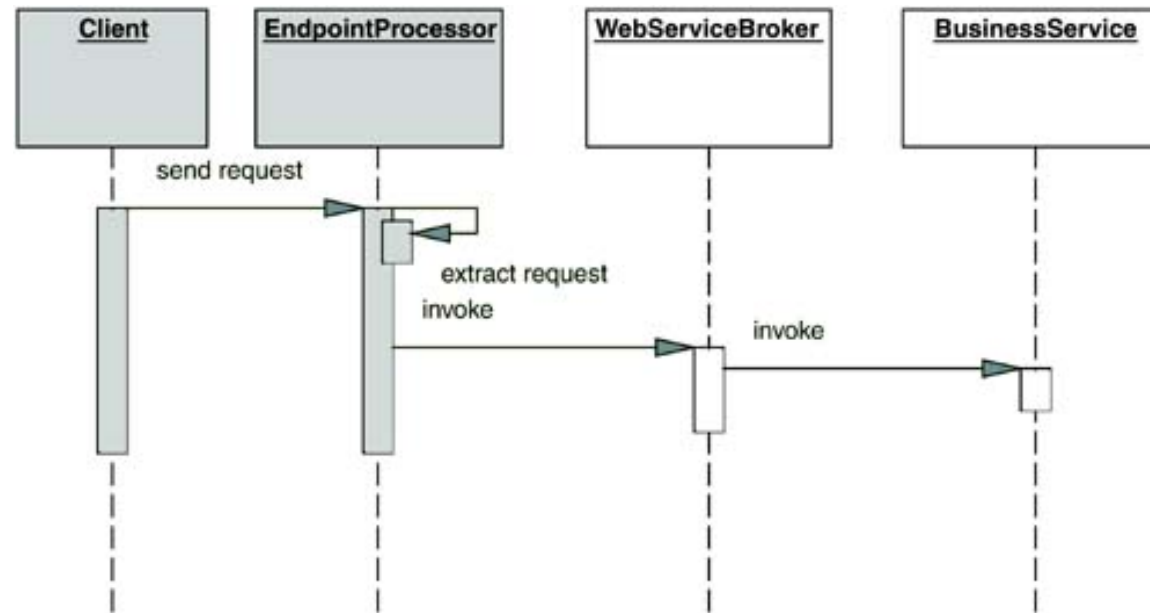 Client
EndpointProcessor
WebServiceBroker
BusinessService
send request
extract request
invoke
invoke